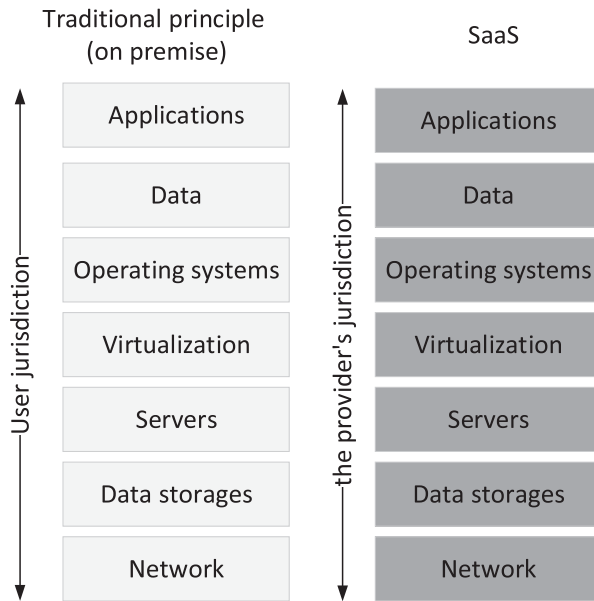 Traditional principle
(on premise)
User jurisdiction
Applications
Data
Operating systems
Virtualization
Servers
Data storages
Network
SaaS
the provider's jurisdiction
Applications
Data
Operating systems
Virtualization
Servers
Data storages
Network